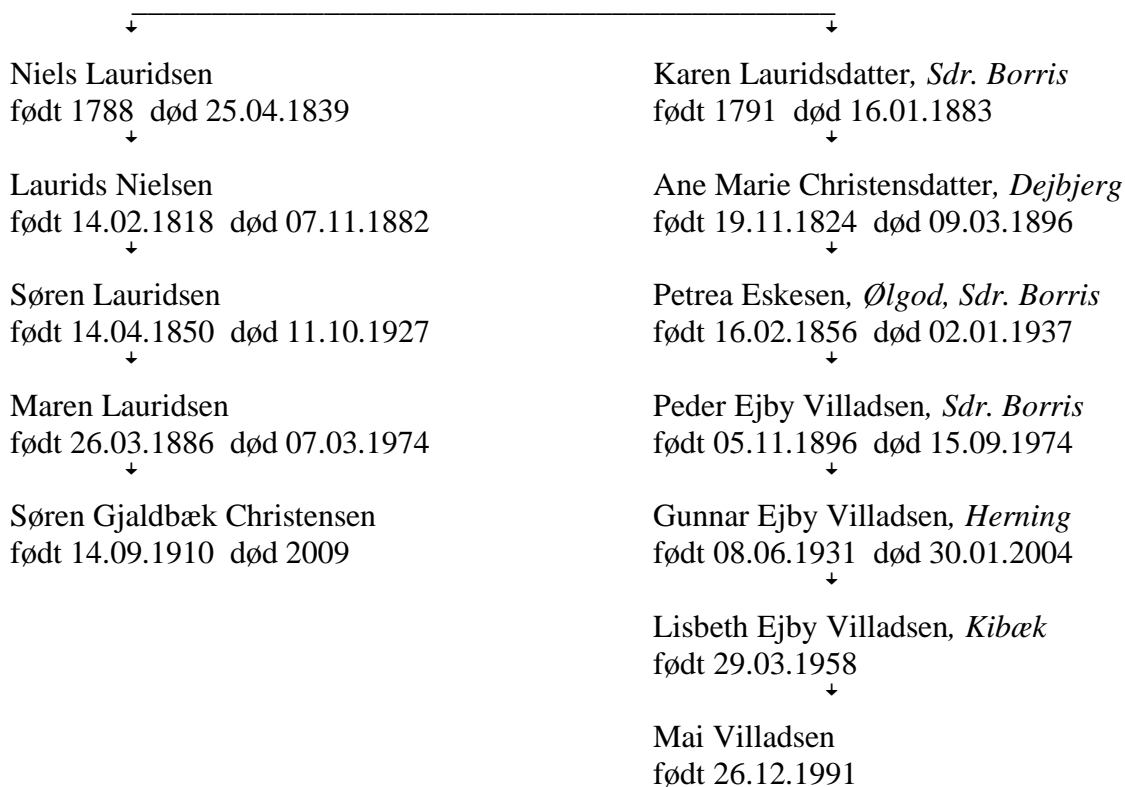 Niels Lauridsen
født 1788 død 25.04.1839
Laurids Nielsen
født 14.02.1818 død 07.11.1882
Søren Lauridsen
født 14.04.1850 død 11.10.1927
Maren Lauridsen
født 26.03.1886 død 07.03.1974
Søren Gjaldbæk Christensen
født 14.09.1910 død 2009
Karen Lauridsdatter, Sdr. Borris
født 1791 død 16.01.1883
Ane Marie Christensdatter, Dejbjerg
født 19.11.1824 død 09.03.1896
Petrea Eskesen, Ølgod, Sdr. Borris
født 16.02.1856 død 02.01.1937
Peder Ejby Villadsen, Sdr. Borris
født 05.11.1896 død 15.09.1974
Gunnar Ejby Villadsen, Herning
født 08.06.1931 død 30.01.2004
Lisbeth Ejby Villadsen, Kibæk
født 29.03.1958
Mai Villadsen
født 26.12.1991